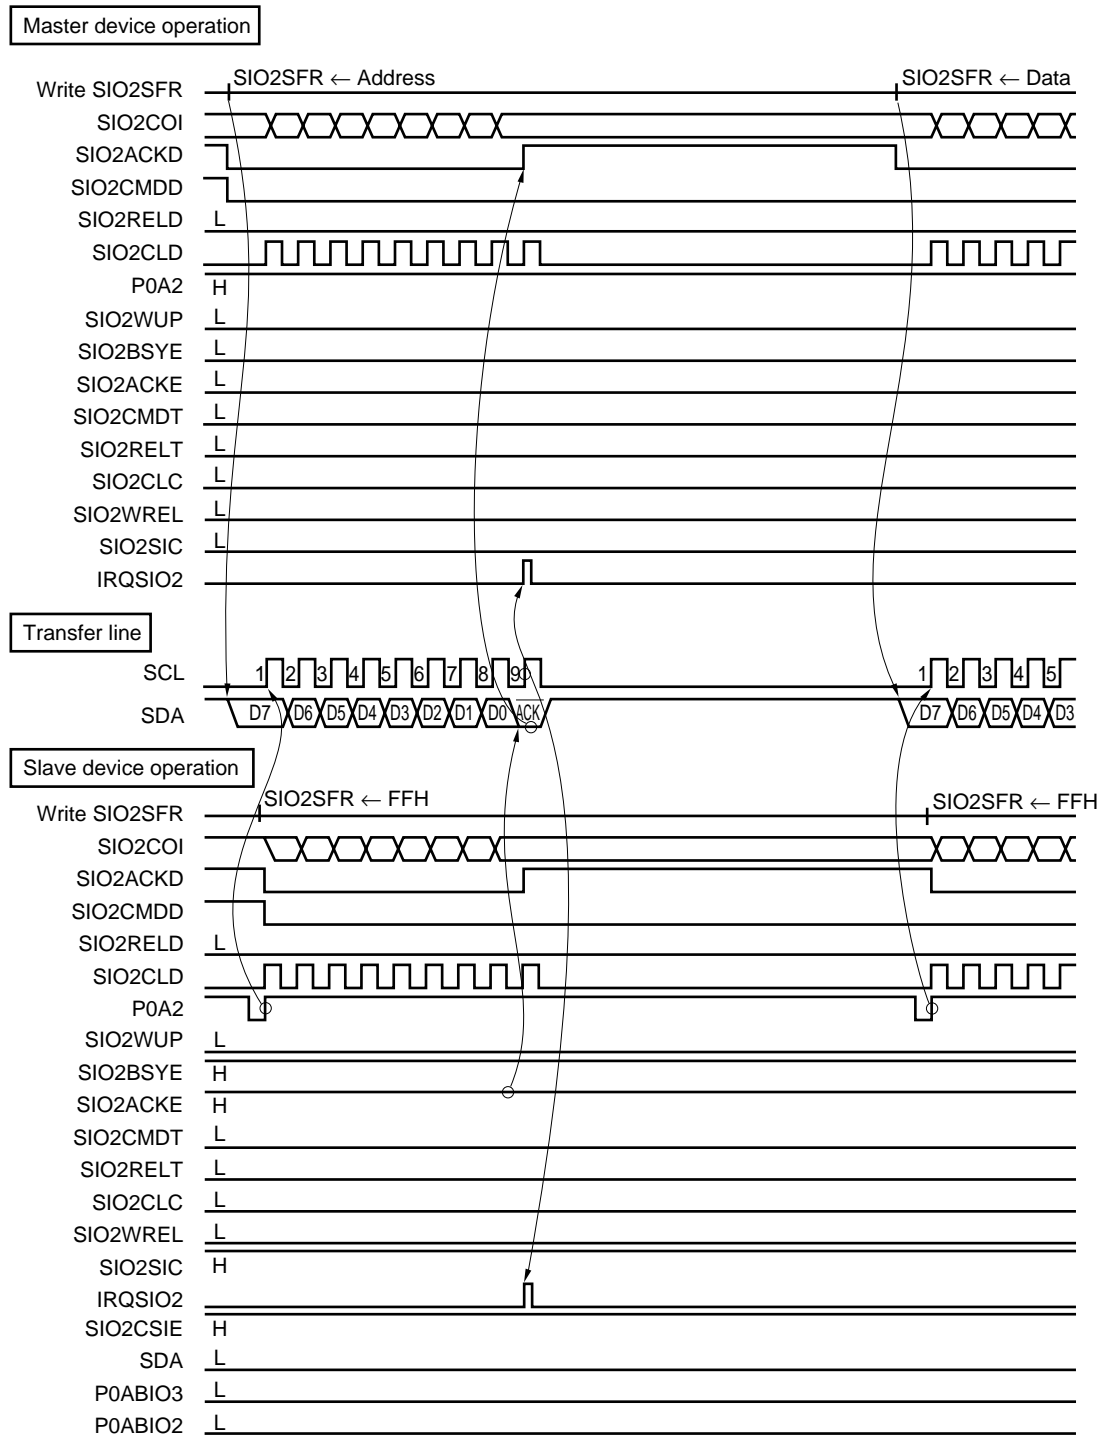 Master device operation
SIO2SFR ← Address SIO2SFR ← Data
Write SIO2SFR
SIO2COI
SIO2ACKD
SIO2CMDD
SIO2RELD L
SIO2CLD
P0A2 H
SIO2WUP L
SIO2BSYE L
SIO2ACKE L
SIO2CMDT L
SIO2RELT L
SIO2CLC L
SIO2WREL L
SIO2SIC L
IRQSIO2
Transfer line
SCL 1 2 3 4 5 6 7 8 9 1 2 3 4 5
SDA D7 D6 D5 D4 D3 D2 D1 D0 ACK D7 D6 D5 D4 D3
Slave device operation
SIO2SFR ← FFH SIO2SFR ← FFH
Write SIO2SFR
SIO2COI
SIO2ACKD
SIO2CMDD
SIO2RELD L
SIO2CLD
P0A2
SIO2WUP L
SIO2BSYE H
SIO2ACKE H
SIO2CMDT L
SIO2RELT L
SIO2CLC L
SIO2WREL L
SIO2SIC H
IRQSIO2
SIO2CSIE H
SDA L
P0ABIO3 L
P0ABIO2 L